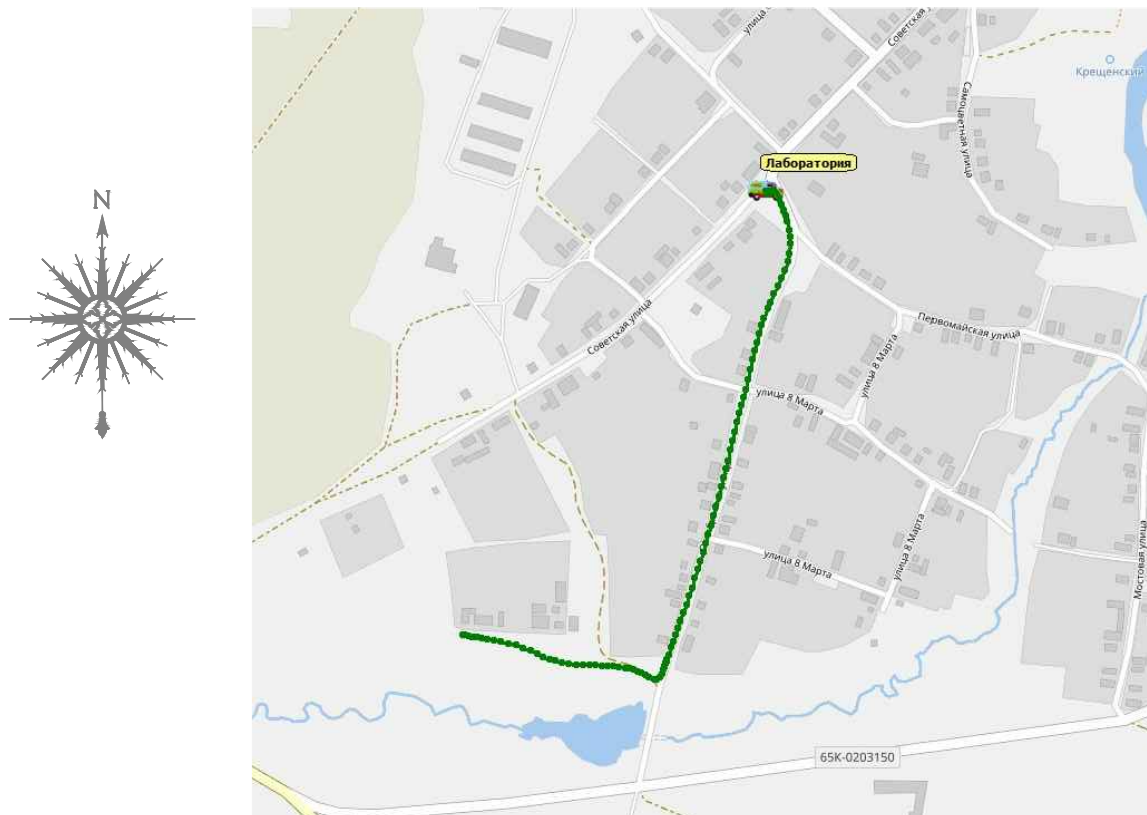 N
улица 8
Советская у
Крещенский
Самоцветная улица
Лаборатория
Советская улица
Первомайская улица
улица 8 Марта
улица 8 Марта
улица 8 Марта
улица 8 Марта
Мостовая улица
65К-0203150